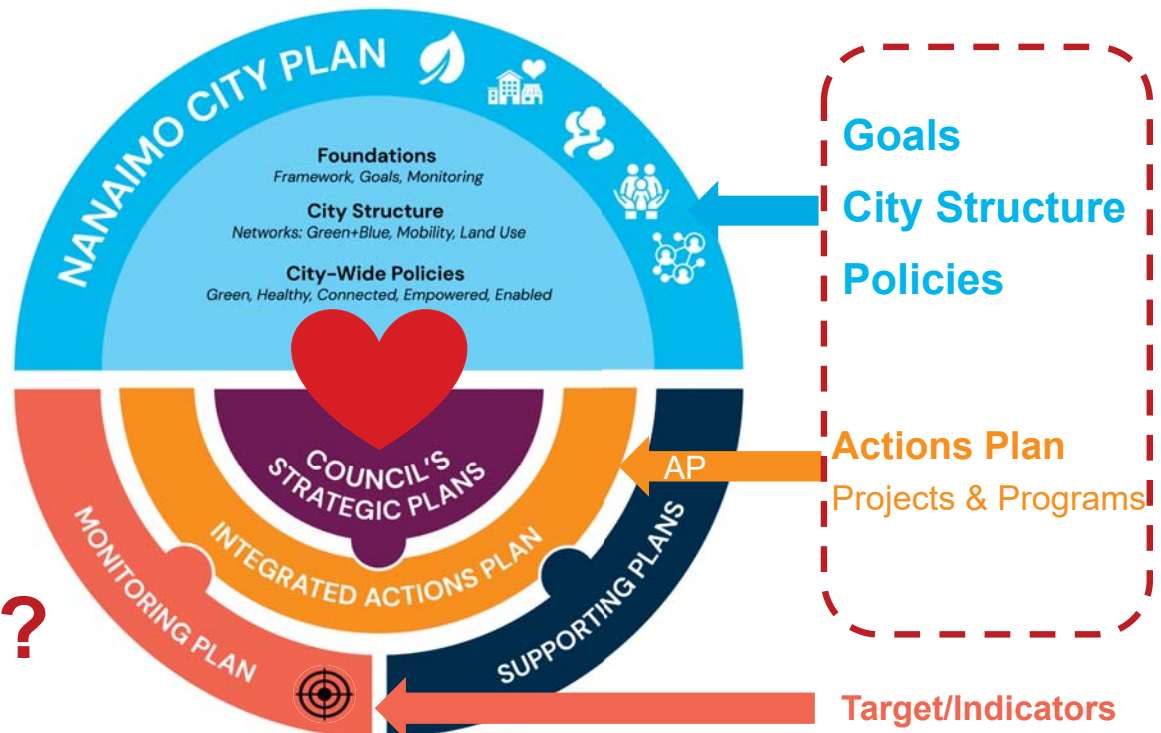 NANAIMO CITY PLAN
Foundations
Framework, Goals, Monitoring
City Structure
Networks: Green+Blue, Mobility, Land Use
City-Wide Policies
Green, Healthy, Connected, Empowered, Enabled
COUNCIL'S
STRATEGIC PLANS
INTEGRATED ACTIONS PLAN
MONITORING PLAN
SUPPORTING PLANS
?
Goals
City Structure
Policies
AP
Actions Plan
Projects & Programs
Target/Indicators